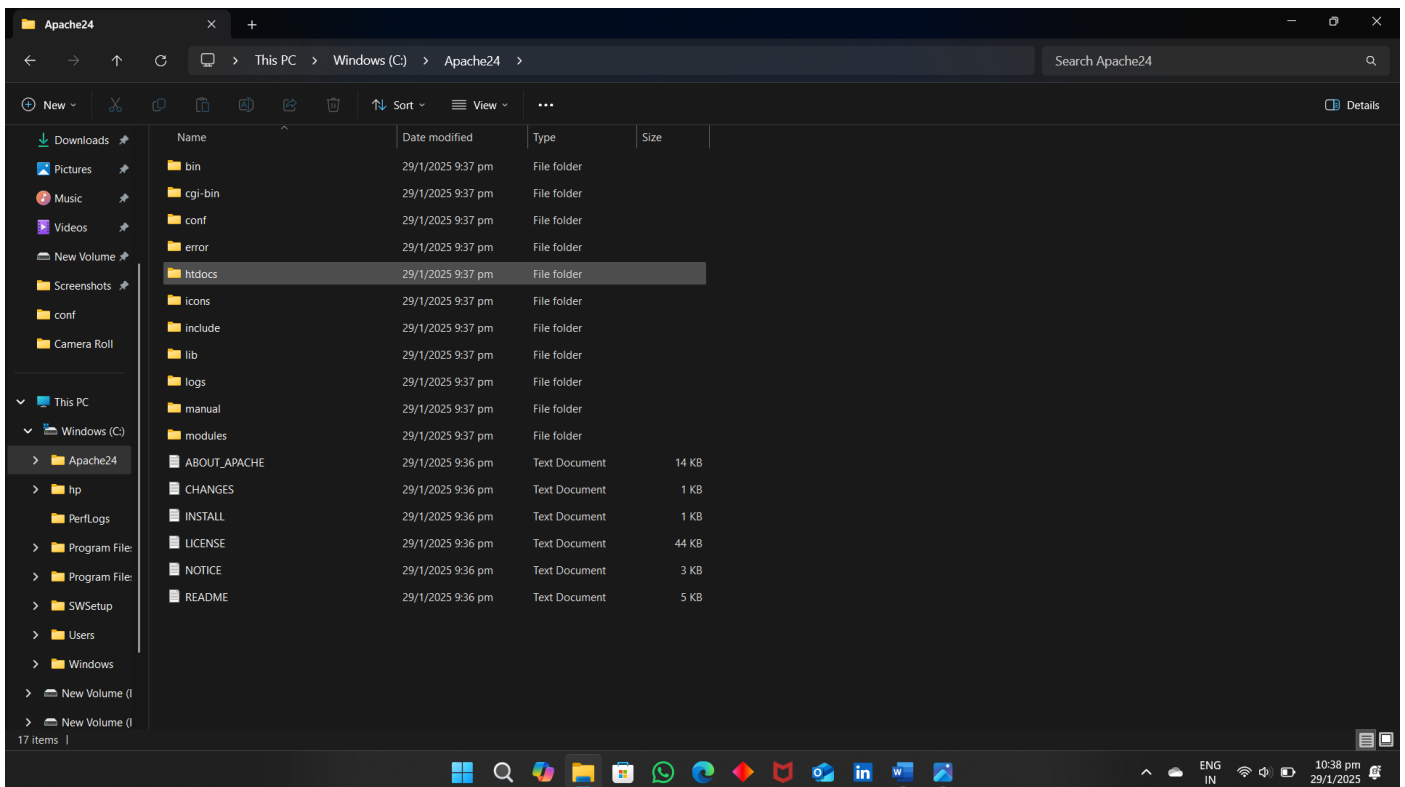 Apache24
This PC > Windows (C:) > Apache24 >
Search Apache24
New
Sort
View
Details
Downloads
Pictures
Music
Videos
New Volume
Screenshots
conf
Camera Roll
This PC
Windows (C:)
Apache24
hp
PerfLogs
Program File
Program File
SWSetup
Users
Windows
New Volume (
New Volume (
Name Date modified Type Size
bin 29/1/2025 9:37 pm File folder
cgi-bin 29/1/2025 9:37 pm File folder
conf 29/1/2025 9:37 pm File folder
error 29/1/2025 9:37 pm File folder
htdocs 29/1/2025 9:37 pm File folder
icons 29/1/2025 9:37 pm File folder
include 29/1/2025 9:37 pm File folder
lib 29/1/2025 9:37 pm File folder
logs 29/1/2025 9:37 pm File folder
manual 29/1/2025 9:37 pm File folder
modules 29/1/2025 9:37 pm File folder
ABOUT_APACHE 29/1/2025 9:36 pm Text Document 14 KB
CHANGES 29/1/2025 9:36 pm Text Document 1 KB
INSTALL 29/1/2025 9:36 pm Text Document 1 KB
LICENSE 29/1/2025 9:36 pm Text Document 44 KB
NOTICE 29/1/2025 9:36 pm Text Document 3 KB
README 29/1/2025 9:36 pm Text Document 5 KB
17 items
ENG
IN
10:38 pm
29/1/2025